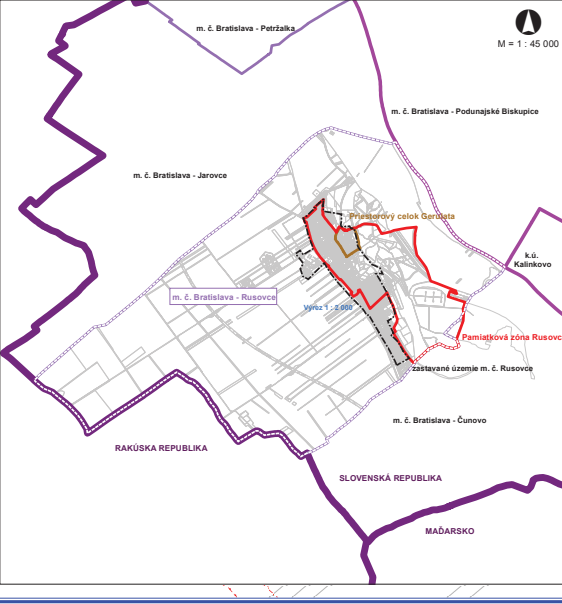 m. č. Bratislava - Petržalka
M = 1 : 45 000
m. č. Bratislava - Podunajské Biskupice
m. č. Bratislava - Jarovce
Priestorový celok Gerulata
k.ú.
Kalinkovo
m. č. Bratislava - Rusovce
Výrez 1 : 2 000
Pamiatková zóna Rusovc
zastavané územie m. č. Rusovce
m. č. Bratislava - Čunovo
RAKÚSKA REPUBLIKA
SLOVENSKÁ REPUBLIKA
MAĎARSKO